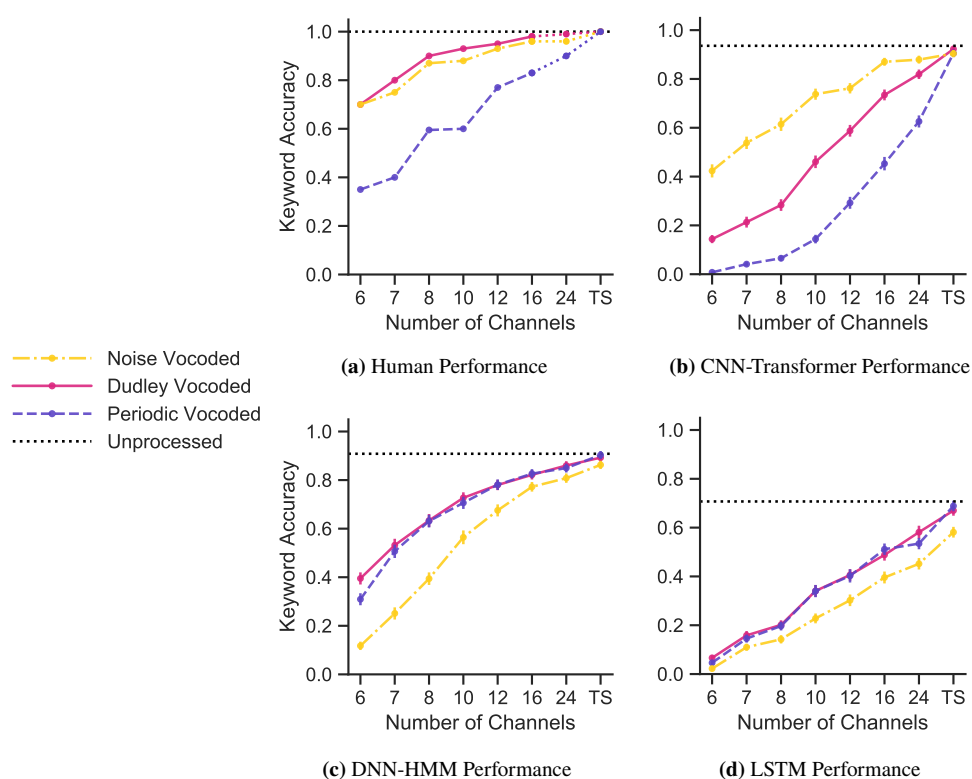 1.0
0.8
0.6
0.4
0.2
0.0
Keyword Accuracy
6 7 8 10 12 16 24 TS
Number of Channels
(a) Human Performance
1.0
0.8
0.6
0.4
0.2
0.0
6 7 8 10 12 16 24 TS
Number of Channels
(b) CNN-Transformer Performance
Noise Vocoded
Dudley Vocoded
Periodic Vocoded
Unprocessed
1.0
0.8
0.6
0.4
0.2
0.0
Keyword Accuracy
6 7 8 10 12 16 24 TS
Number of Channels
(c) DNN-HMM Performance
1.0
0.8
0.6
0.4
0.2
0.0
6 7 8 10 12 16 24 TS
Number of Channels
(d) LSTM Performance